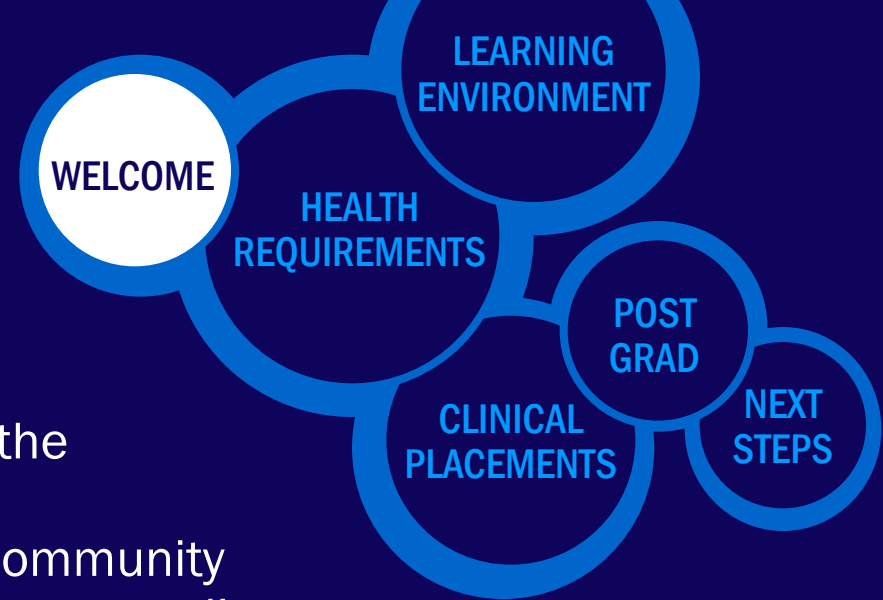 LEARNING
ENVIRONMENT
WELCOME
HEALTH
REQUIREMENTS
POST
GRAD
NEXT
STEPS
CLINICAL
PLACEMENTS
the
ommunity